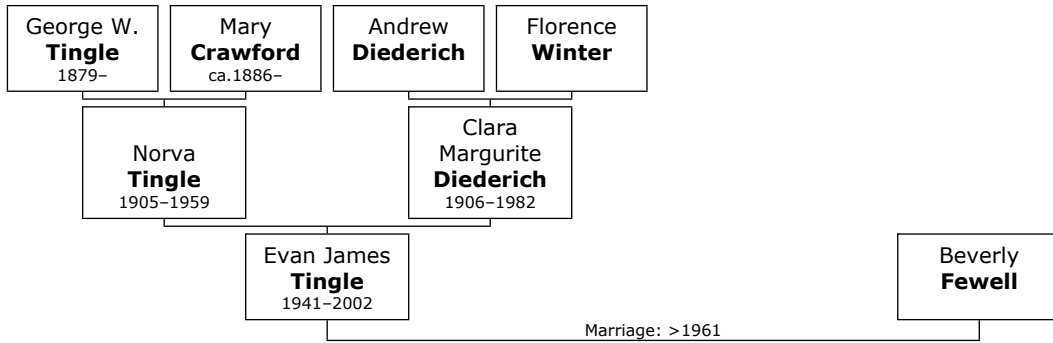 George W.
Tingle
1879–
Mary
Crawford
ca.1886–
Andrew
Diederich
Florence
Winter
Norva
Tingle
1905–1959
Clara
Margurite
Diederich
1906–1982
Evan James
Tingle
1941–2002
Beverly
Fewell
Marriage: >1961